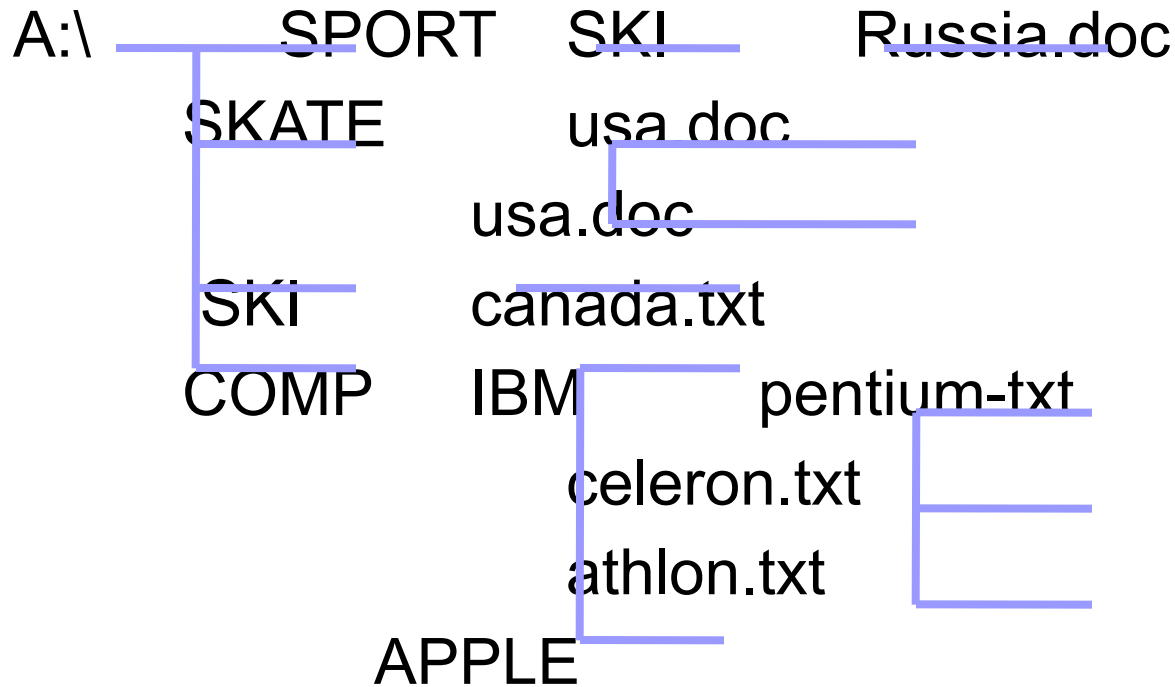 A:\ SPORT SKI Russia.doc
SKATE usa.doc
usa.doc
SKI canada.txt
COMP IBM pentium-txt
celeron.txt
athlon.txt
APPLE